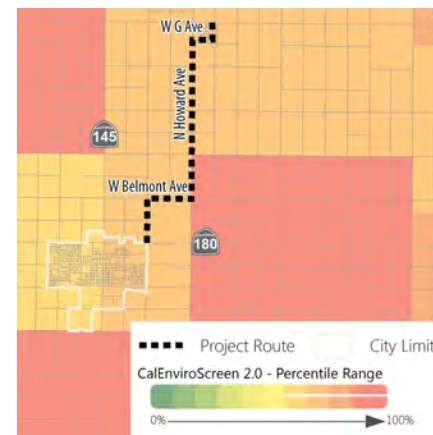 W G Ave
N Howard Ave
145
W Belmont Ave
180
Project Route
City Limit
CalEnviroScreen 2.0 - Percentile Range
0%
100%